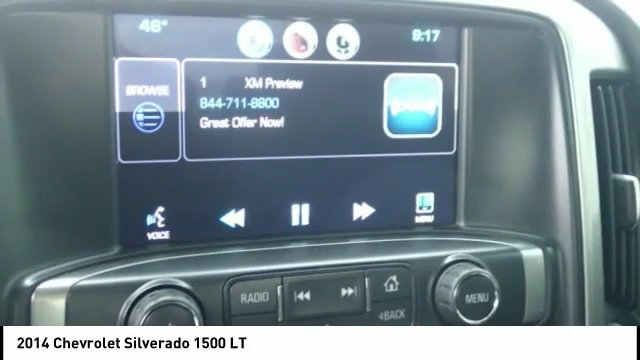 46°
9:17
BROWSE
1 XM Preview
844-711-8800
Great Offer Now!
VOICE
MENU
RADIO
MENU
BACK
2014 Chevrolet Silverado 1500 LT